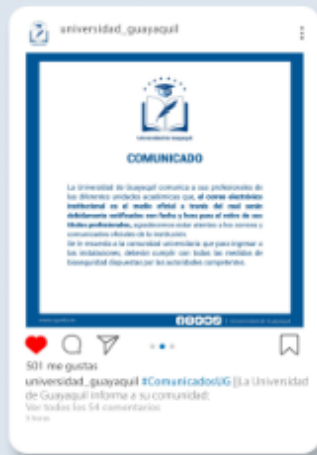 universidad_guayaquil
Universidad de Guayaquil
COMUNICADO
La Universidad de Guayaquil comunica a sus profesionales de
las diferentes unidades académicas que, el correo electrónico
institucional es el medio oficial a través del cual serán
debidamente notificados con fecha y hora para el retiro de sus
títulos profesionales, agradecemos estar atentos a los correos y
comunicados oficiales de la institución.
Se le recuerda a la comunidad universitaria que para ingresar a
las instalaciones, deberán cumplir con todas las medidas de
bioseguridad dispuestas por las autoridades competentes.
501 me gustas
universidad_guayaquil #ComunicadosUG ||La Universidad
de Guayaquil informa a su comunidad:
Ver todos los 54 comentarios